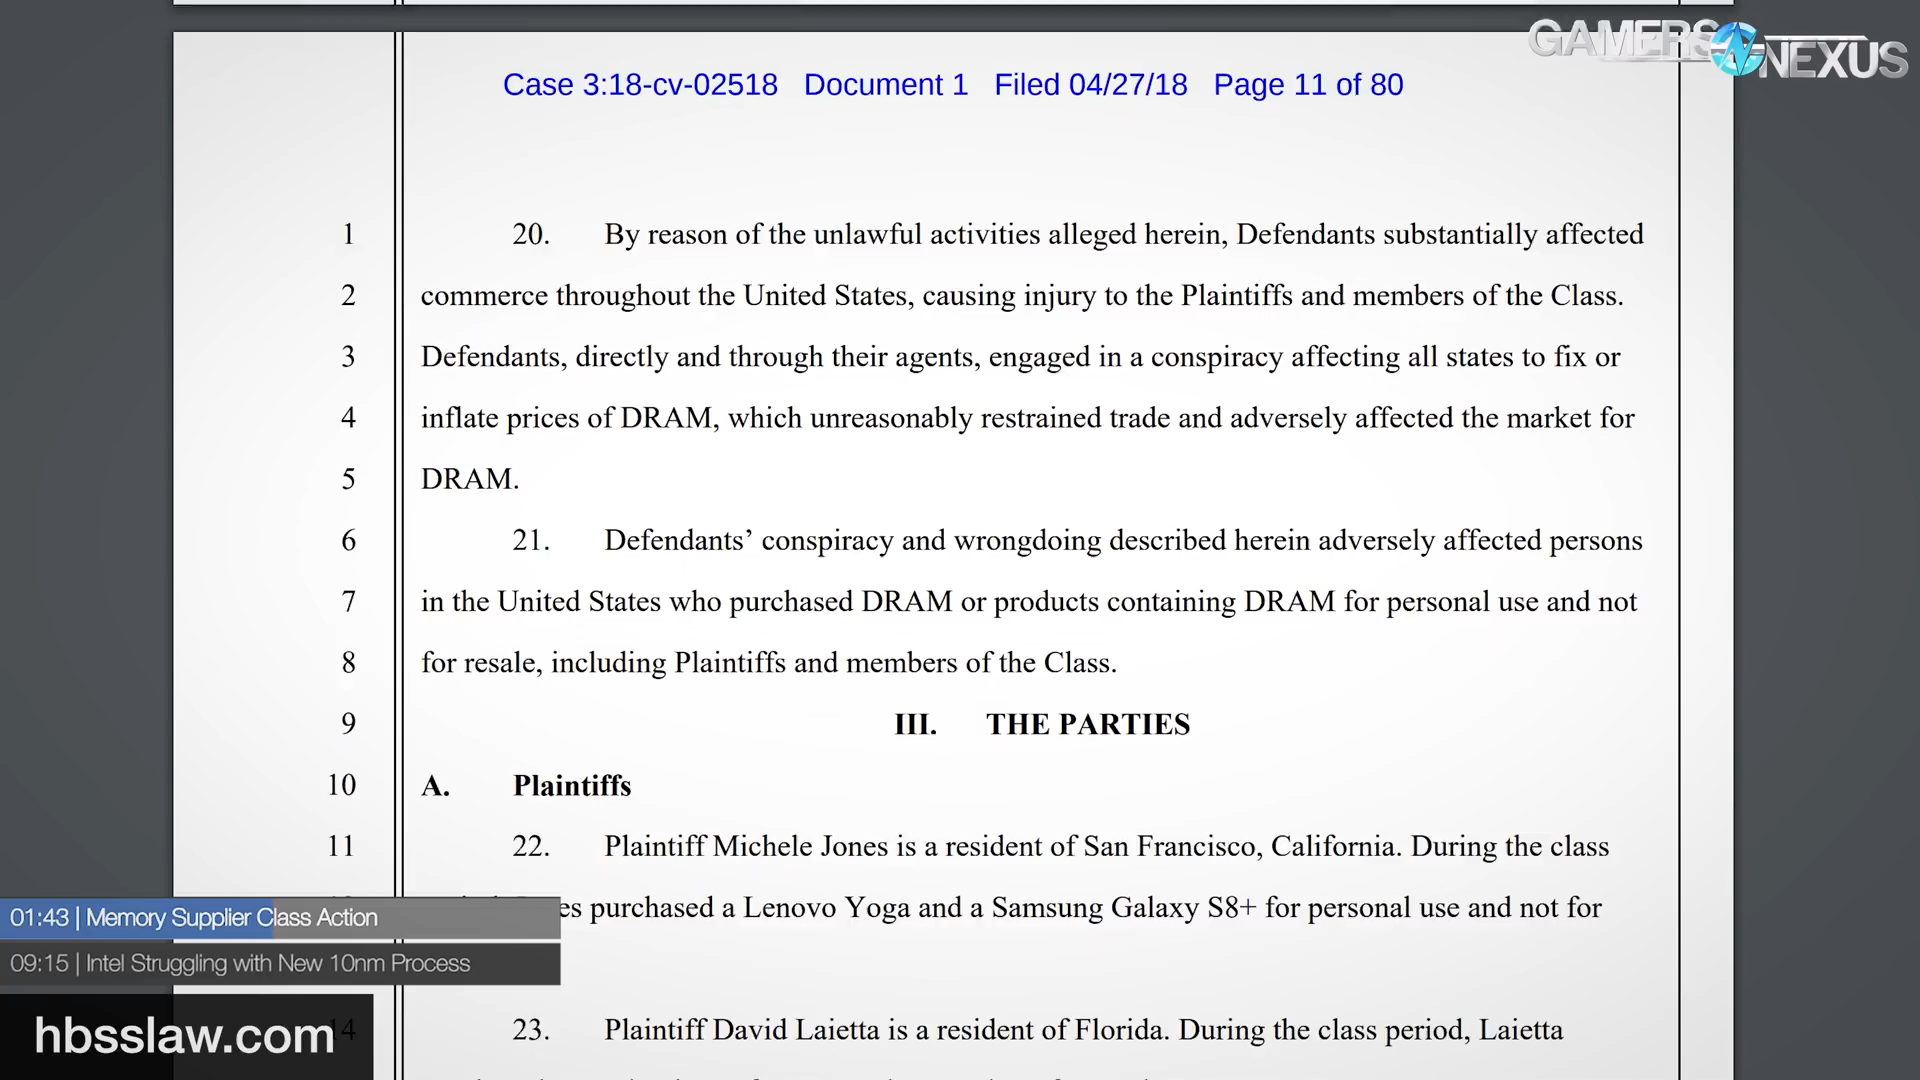 GAMERS NEXUS
Case 3:18-cv-02518 Document 1 Filed 04/27/18 Page 11 of 80
1 20. By reason of the unlawful activities alleged herein, Defendants substantially affected
2 commerce throughout the United States, causing injury to the Plaintiffs and members of the Class.
3 Defendants, directly and through their agents, engaged in a conspiracy affecting all states to fix or
4 inflate prices of DRAM, which unreasonably restrained trade and adversely affected the market for
5 DRAM.
6 21. Defendants’ conspiracy and wrongdoing described herein adversely affected persons
7 in the United States who purchased DRAM or products containing DRAM for personal use and not
8 for resale, including Plaintiffs and members of the Class.
9 III. THE PARTIES
10 A. Plaintiffs
11 22. Plaintiff Michele Jones is a resident of San Francisco, California. During the class
purchased a Lenovo Yoga and a Samsung Galaxy S8+ for personal use and not for
01:43 | Memory Supplier Class Action
09:15 | Intel Struggling with New 10nm Process
14 23. Plaintiff David Laietta is a resident of Florida. During the class period, Laietta
hbsslaw.com